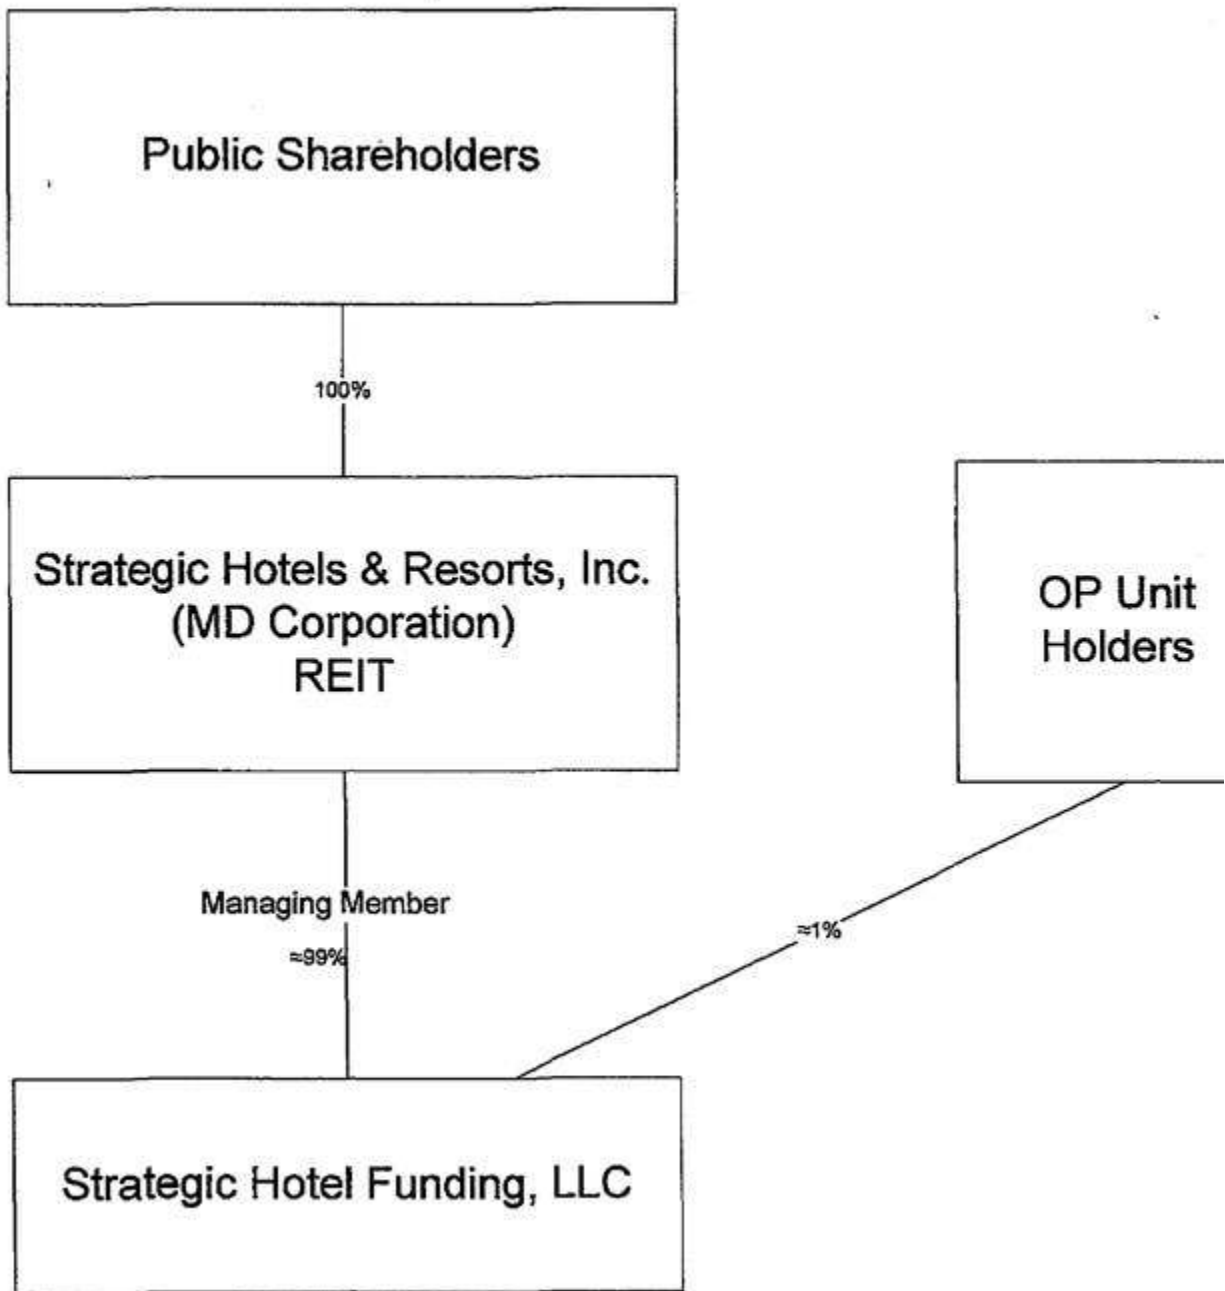 Public Shareholders
100%
Strategic Hotels & Resorts, Inc.
(MD Corporation)
REIT
OP Unit
Holders
Managing Member
≈99%
≈1%
Strategic Hotel Funding, LLC